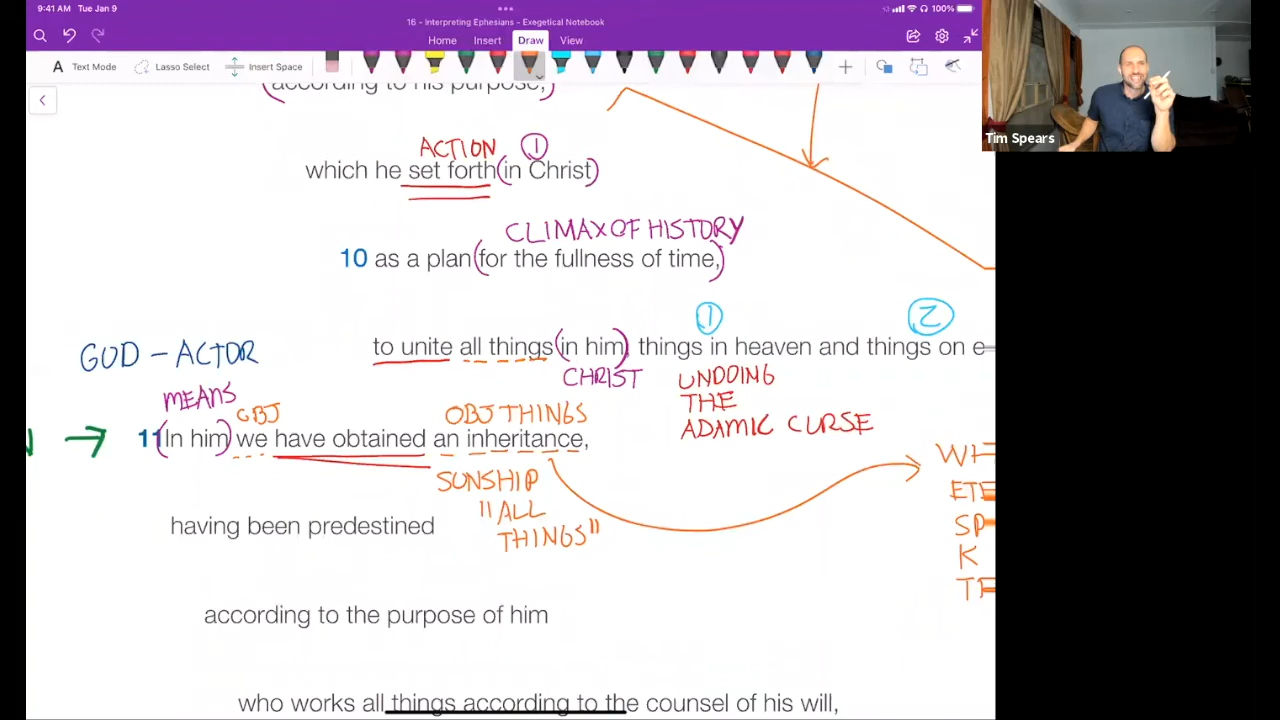 9:41 AM Tue Jan 9
100%
16 - Interpreting Ephesians - Exegetical Notebook
Home Insert Draw View
A Text Mode Lasso Select Insert Space
(according to his purpose,)
ACTION 1
which he set forth (in Christ)
CLIMAX OF HISTORY
10 as a plan (for the fullness of time,)
1 2
GOD - ACTOR
to unite all things (in him), things in heaven and things on e
CHRIST
UNDOING
THE
ADAMIC CURSE
MEANS
OBJ
OBJ THINGS
11 (In him) we have obtained an inheritance,
SUNSHIP
"ALL
THINGS"
ETE
SP
K
having been predestined
according to the purpose of him
who works all things according to the counsel of his will,
Tim Spears